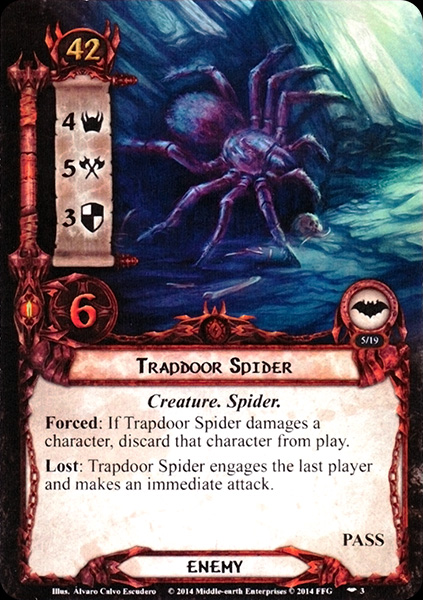 42
4
5
3
6
5/19
TRAPDOOR SPIDER
Creature. Spider.
Forced: If Trapdoor Spider damages a
character, discard that character from play.
Lost: Trapdoor Spider engages the last player
and makes an immediate attack.
PASS
ENEMY
Illus. Álvaro Calvo Escudero © 2014 Middle-earth Enterprises © 2014 FFG 3